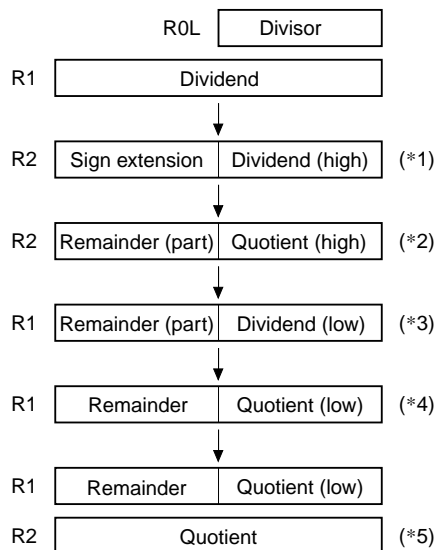 R0L Divisor
R1 Dividend
R2 Sign extension Dividend (high) (*1)
R2 Remainder (part) Quotient (high) (*2)
R1 Remainder (part) Dividend (low) (*3)
R1 Remainder Quotient (low) (*4)
R1 Remainder Quotient (low)
R2 Quotient (*5)